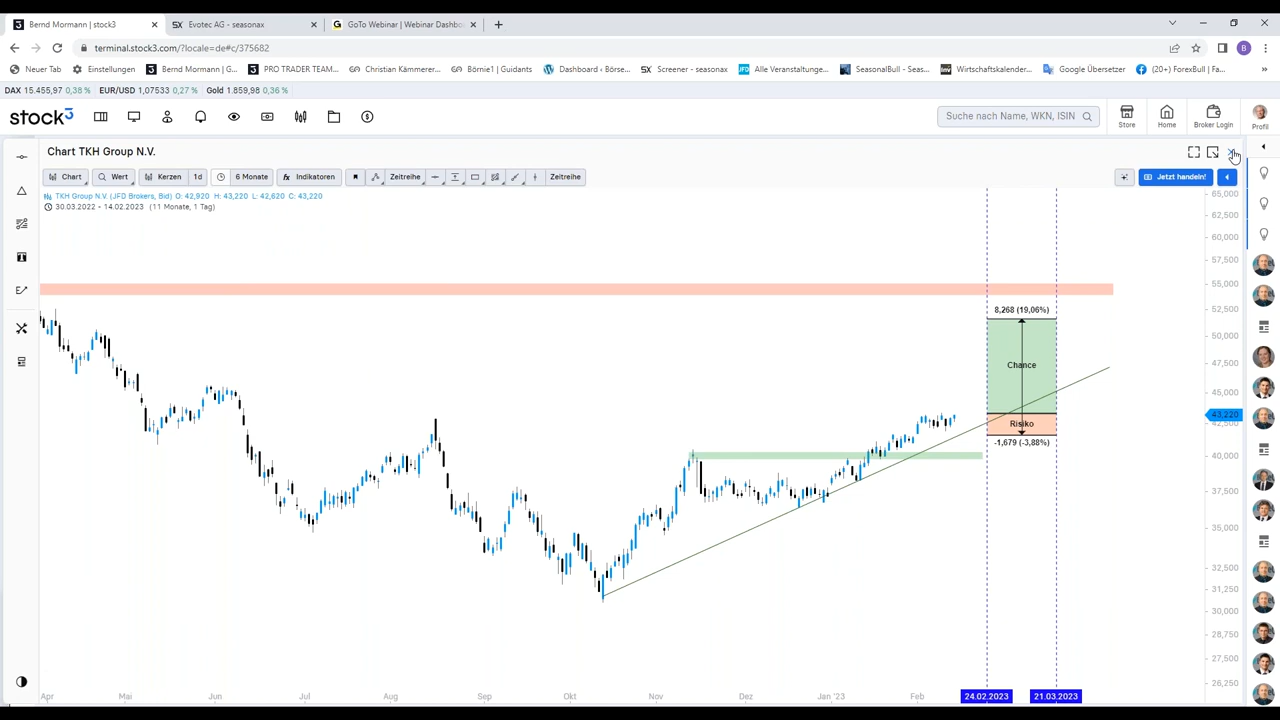 Bernd Mormann | stock3
Evotec AG - seasonax
GoTo Webinar | Webinar Dashbo
terminal.stock3.com/?locale=de#c/375682
B
Neuer Tab
Einstellungen
Bernd Mormann | G...
PRO TRADER TEAM...
Christian Kämmerer...
Börnie1 | Guidants
Dashboard ‹ Börse...
Screener - seasonax
Alle Veranstaltunge...
SeasonalBull - Seas...
Wirtschaftskalender...
Google Übersetzer
(20+) ForexBull | Fa...
DAX 15.455,97 0,38 % EUR/USD 1,07533 0,27 % Gold 1.859,98 0,36 %
stock3
Suche nach Name, WKN, ISIN
Store
Home
Broker Login
Profil
Chart TKH Group N.V.
Chart
Wert
Kerzen
1d
6 Monate
fx Indikatoren
Zeitreihe
Zeitreihe
Jetzt handeln!
TKH Group N.V. (JFD Brokers, Bid) O: 42,920 H: 43,220 L: 42,620 C: 43,220
30.03.2022 - 14.02.2023 (11 Monate, 1 Tag)
65,000
62,500
60,000
57,500
55,000
52,500
50,000
47,500
45,000
43,220
42,500
40,000
37,500
35,000
32,500
31,250
30,000
28,750
27,500
26,250
8,268 (19,06%)
Chance
Risiko
-1,679 (-3,88%)
Apr
Mai
Jun
Jul
Aug
Sep
Okt
Nov
Dez
Jan '23
Feb
24.02.2023
21.03.2023